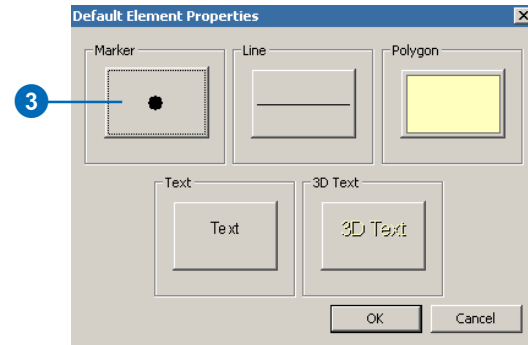 Default Element Properties
Marker
Line
Polygon
3
Text
3D Text
Text
3D Text
OK
Cancel